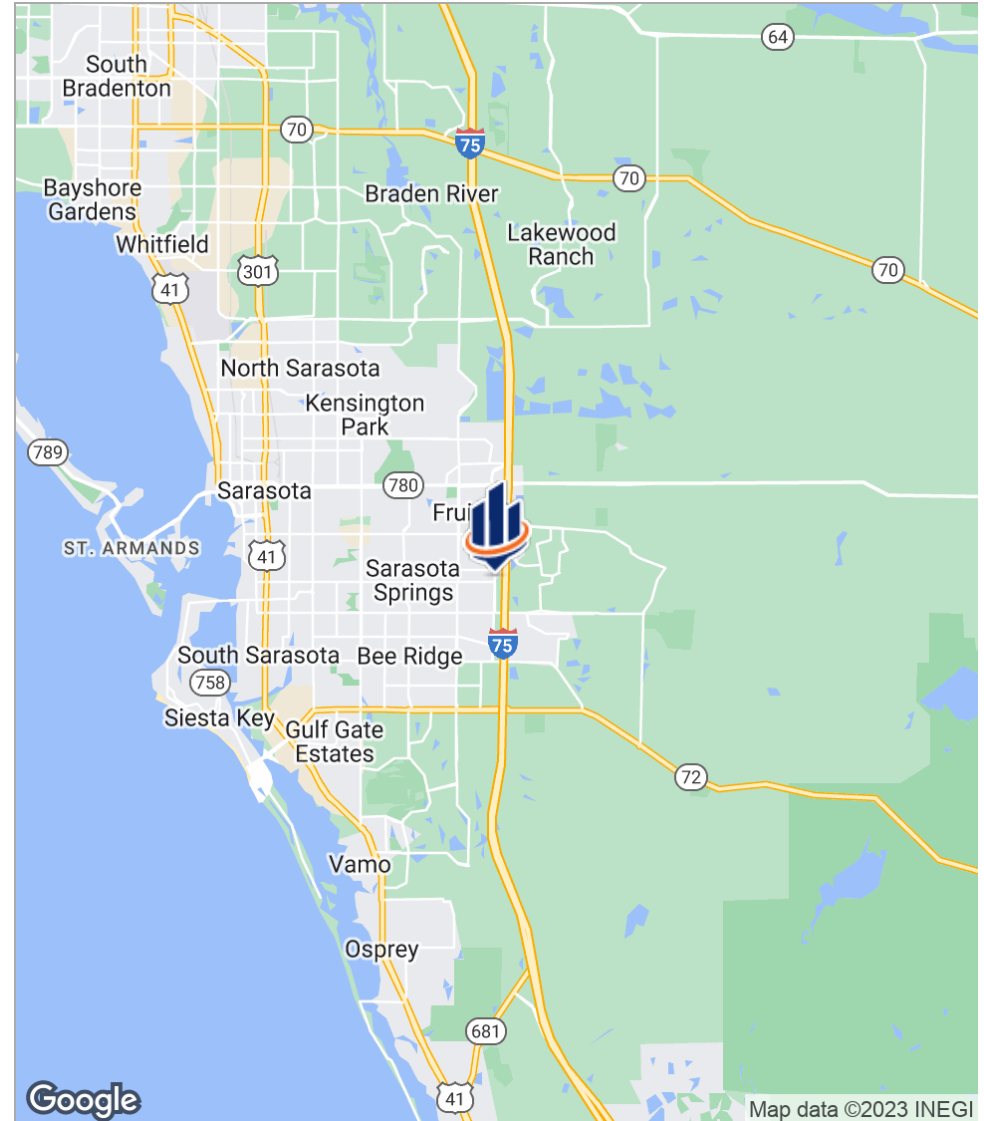 64
South
Bradenton
70
75
70
Braden River
Bayshore
Gardens
Lakewood
Ranch
Whitfield
301
70
41
North Sarasota
Kensington
Park
789
780
Sarasota
ST. ARMANDS
41
Sarasota
Springs
75
South Sarasota
Bee Ridge
758
Siesta Key
Gulf Gate
Estates
72
Vamo
Osprey
681
41
Google
Map data ©2023 INEGI